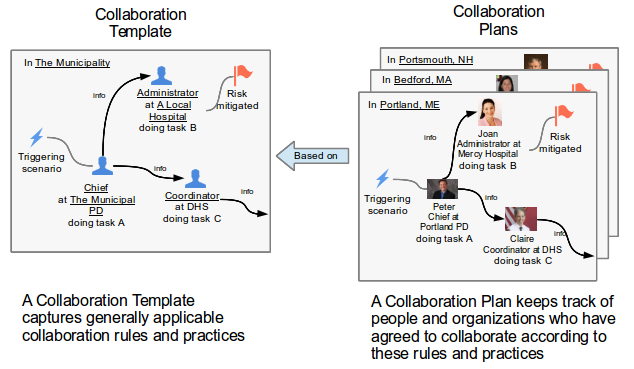 Collaboration
Template
In The Municipality
Administrator
at A Local
Hospital
doing task B
Risk
mitigated
info
Triggering
scenario
info
Chief
at The Municipal
PD
doing task A
Coordinator
at DHS
doing task C
info
A Collaboration Template
captures generally applicable
collaboration rules and practices
Based on
Collaboration
Plans
In Portsmouth, NH
In Bedford, MA
In Portland, ME
info
Joan
Administrator at
Mercy Hospital
doing task B
Risk
mitigated
Triggering
scenario
info
Peter
Chief at
Portland PD
doing task A
Claire
Coordinator at DHS
doing task C
info
A Collaboration Plan keeps track of
people and organizations who have
agreed to collaborate according to
these rules and practices